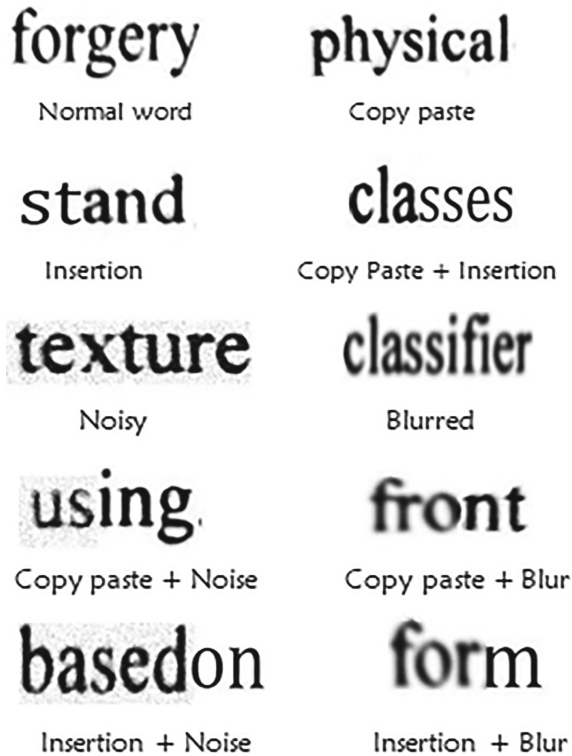 forgery physical
Normal word Copy paste
stand classes
Insertion Copy Paste + Insertion
texture classifier
Noisy Blurred
using. front
Copy paste + Noise Copy paste + Blur
basedon form
Insertion + Noise Insertion + Blur